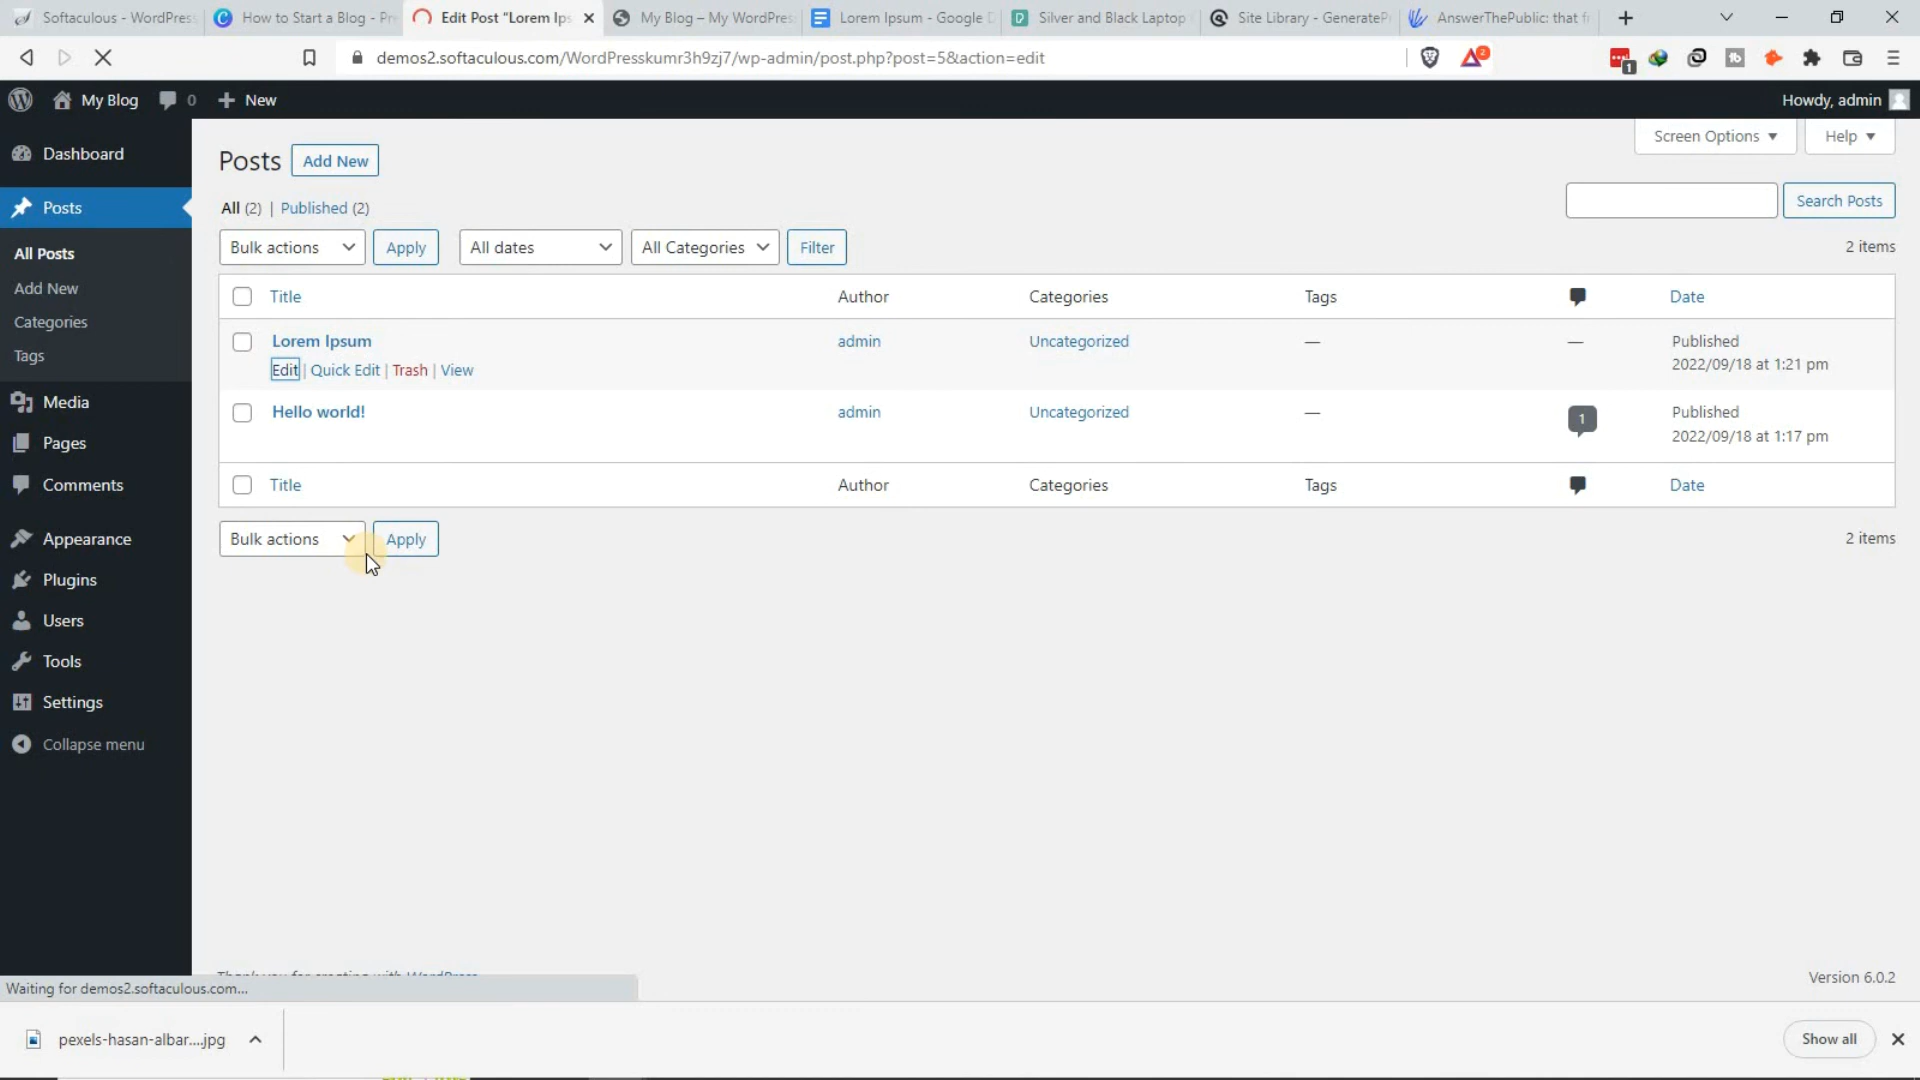 Softaculous - WordPress
How to Start a Blog - Pr
Edit Post “Lorem Ips
My Blog – My WordPres
Lorem Ipsum - Google D
Silver and Black Laptop
Site Library - GenerateP
AnswerThePublic: that fr
demos2.softaculous.com/WordPresskumr3h9zj7/wp-admin/post.php?post=5&action=edit
2
1
My Blog
0
New
Howdy, admin
Dashboard
Posts
All Posts
Add New
Categories
Tags
Media
Pages
Comments
Appearance
Plugins
Users
Tools
Settings
Collapse menu
Screen Options
Help
Posts
Add New
All (2) | Published (2)
Search Posts
Bulk actions
Apply
All dates
All Categories
Filter
2 items
Title
Author
Categories
Tags
Date
Lorem Ipsum
admin
Uncategorized
—
—
Published
2022/09/18 at 1:21 pm
Edit | Quick Edit | Trash | View
Hello world!
admin
Uncategorized
—
1
Published
2022/09/18 at 1:17 pm
Title
Author
Categories
Tags
Date
Bulk actions
Apply
2 items
Version 6.0.2
Waiting for demos2.softaculous.com...
pexels-hasan-albar....jpg
Show all